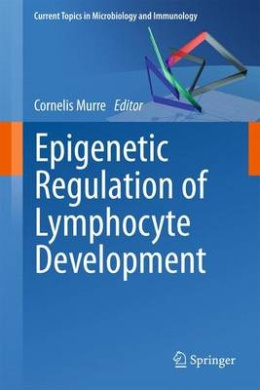 Current Topics in Microbiology and Immunology
Cornelis Murre Editor
Epigenetic
Regulation of
Lymphocyte
Development
Springer